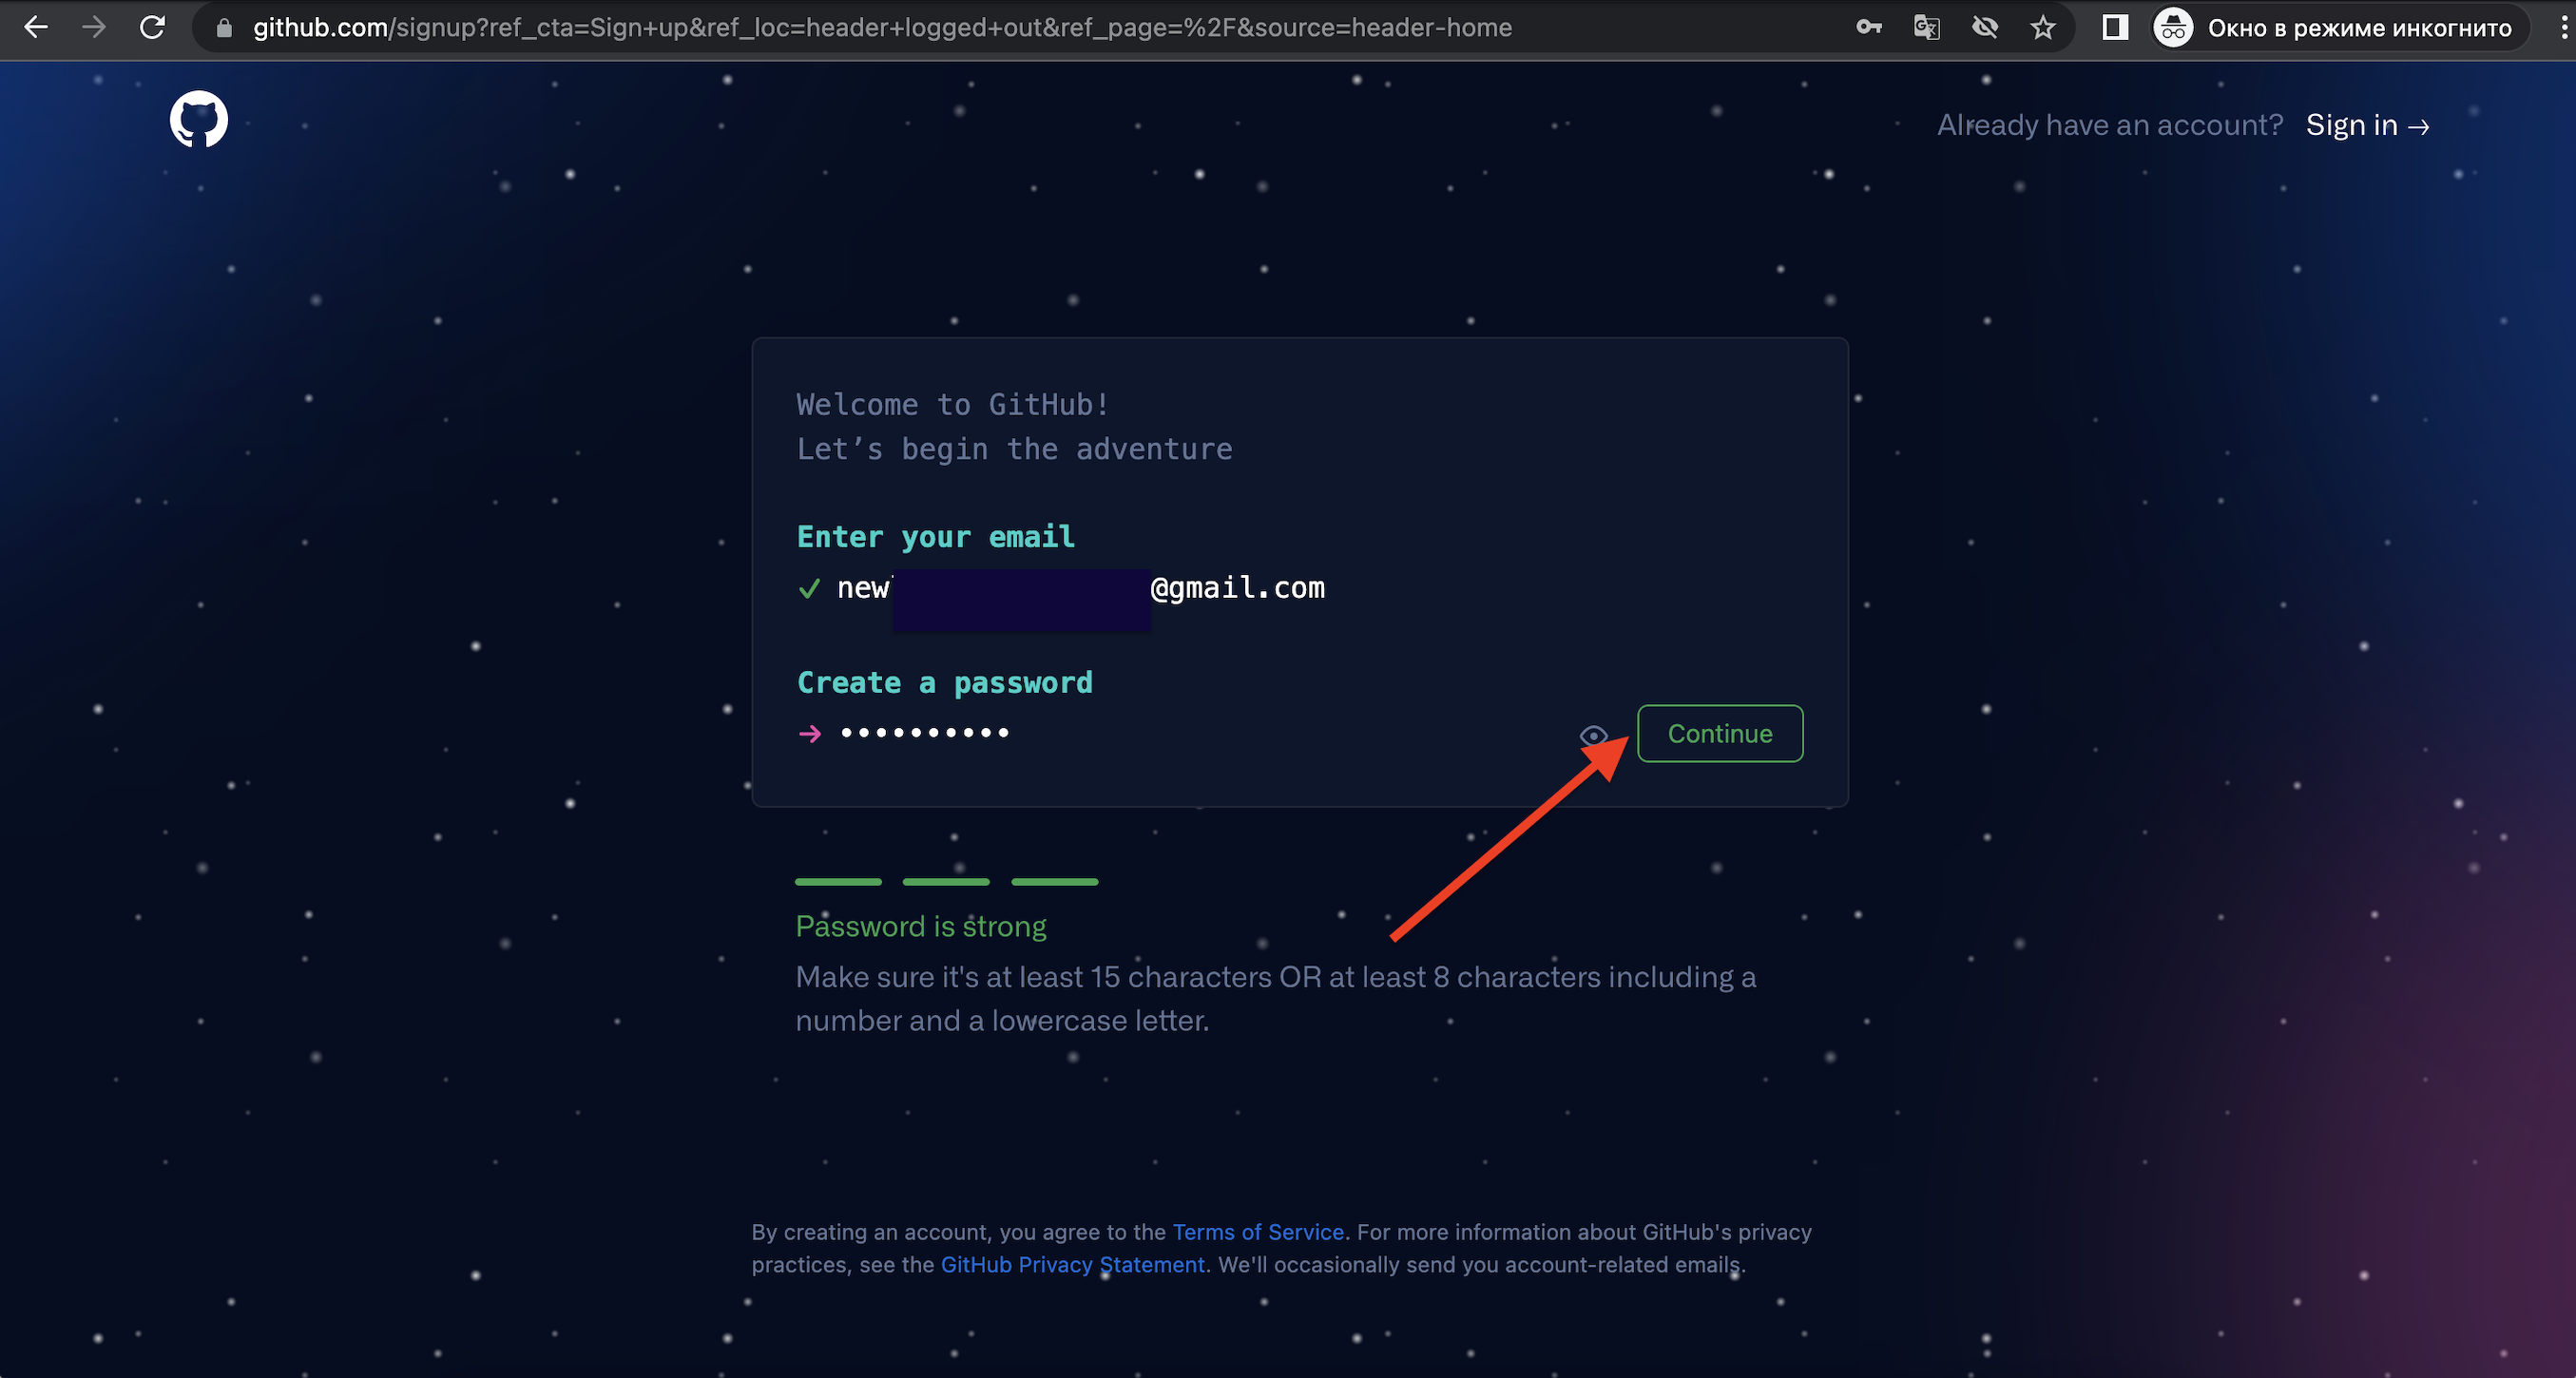 github.com/signup?ref_cta=Sign+up&ref_loc=header+logged+out&ref_page=%2F&source=header-home
Окно в режиме инкогнито
Already have an account? Sign in →
Welcome to GitHub!
Let’s begin the adventure
Enter your email
✓ new @gmail.com
Create a password
→ ••••••••••
Continue
Password is strong
Make sure it's at least 15 characters OR at least 8 characters including a
number and a lowercase letter.
By creating an account, you agree to the Terms of Service. For more information about GitHub's privacy
practices, see the GitHub Privacy Statement. We'll occasionally send you account-related emails.